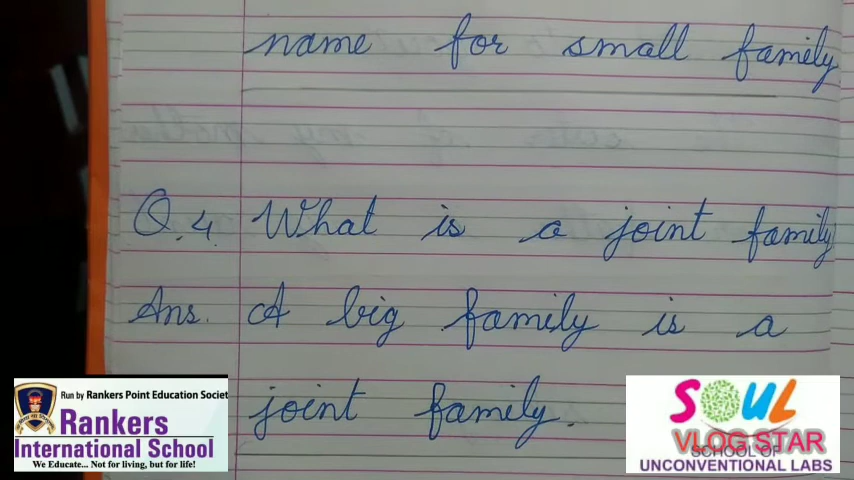 name for small family
Q.4. What is a joint family
Ans. A big family is a
joint family.
Run by Rankers Point Education Societ
Rankers
International School
We Educate... Not for living, but for life!
SOUL
VLOG STAR
SCHOOL OF
UNCONVENTIONAL LABS